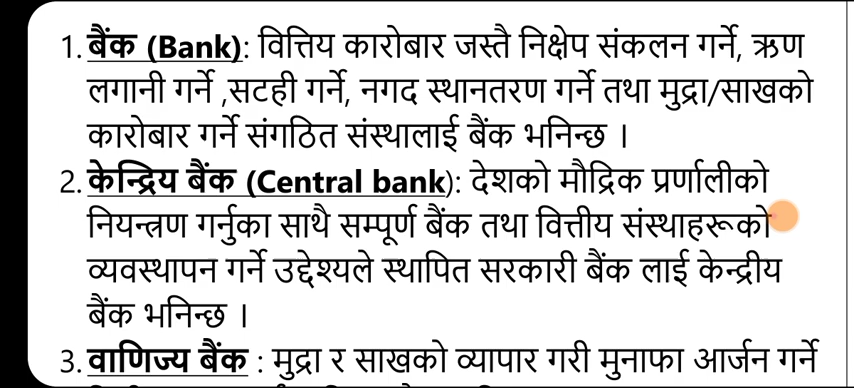 1. बैंक (Bank): वित्तिय कारोबार जस्तै निक्षेप संकलन गर्ने, ऋण
लगानी गर्ने ,सटही गर्ने, नगद स्थानतरण गर्ने तथा मुद्रा/साखको
कारोबार गर्ने संगठित संस्थालाई बैंक भनिन्छ ।
2. केन्द्रिय बैंक (Central bank): देशको मौद्रिक प्रर्णालीको
नियन्त्रण गर्नुका साथै सम्पूर्ण बैंक तथा वित्तीय संस्थाहरूको
व्यवस्थापन गर्ने उद्देश्यले स्थापित सरकारी बैंक लाई केन्द्रीय
बैंक भनिन्छ ।
3. वाणिज्य बैंक : मुद्रा र साखको व्यापार गरी मुनाफा आर्जन गर्ने